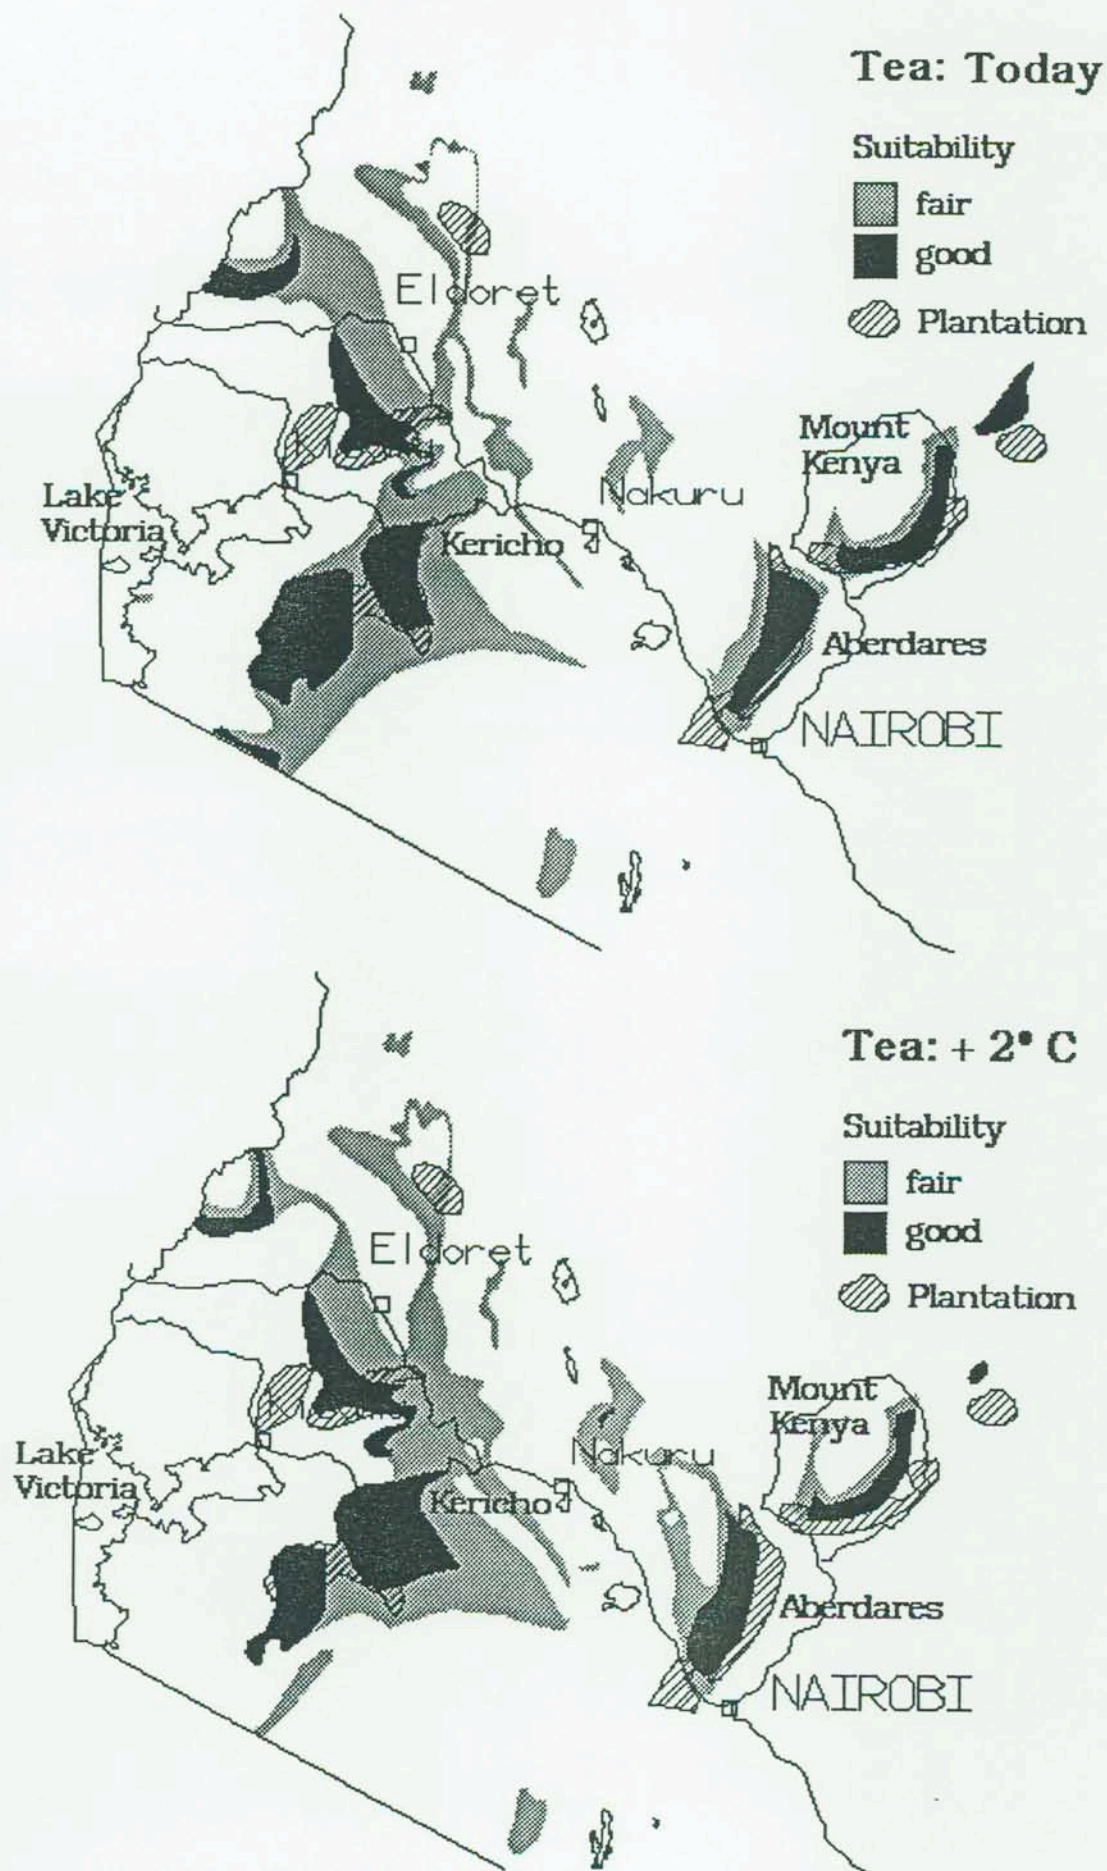 Tea: Today
Suitability
fair
good
Plantation
Eldoret
Mount
Kenya
Nakuru
Lake
Victoria
Kericho
Aberdares
NAIROBI
Tea: + 2° C
Suitability
fair
good
Plantation
Eldoret
Mount
Kenya
Nakuru
Lake
Victoria
Kericho
Aberdares
NAIROBI